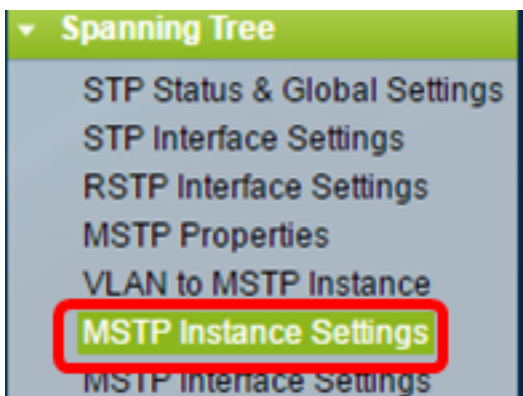 Spanning Tree
STP Status & Global Settings
STP Interface Settings
RSTP Interface Settings
MSTP Properties
VLAN to MSTP Instance
MSTP Instance Settings
MSTP Interface Settings